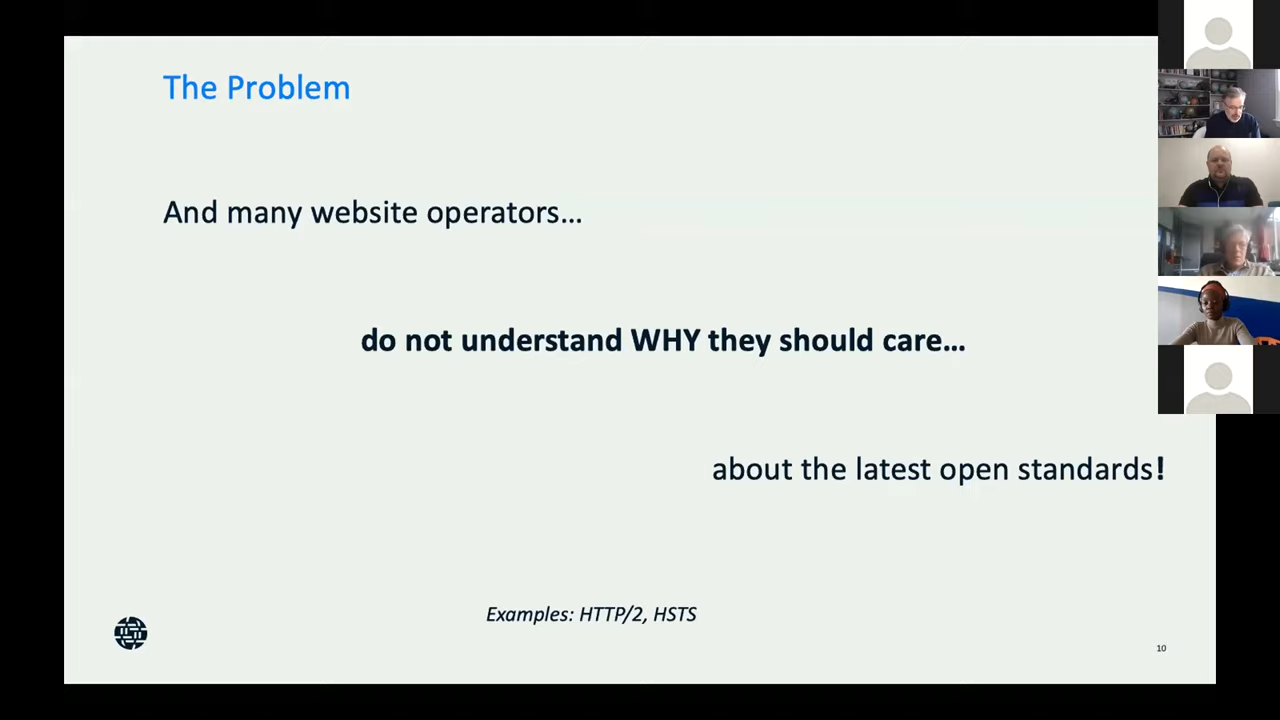 The Problem
And many website operators…
do not understand WHY they should care…
about the latest open standards!
Examples: HTTP/2, HSTS
10